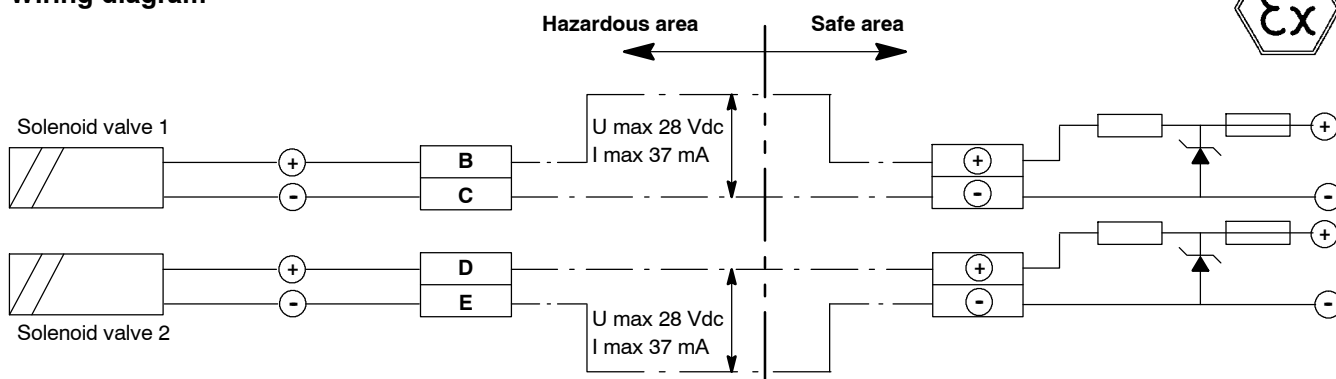 Wiring diagram
Hazardous area
Safe area
εx
Solenoid valve 1
U max 28 Vdc
I max 37 mA
+
-
B
C
+
-
+
-
Solenoid valve 2
U max 28 Vdc
I max 37 mA
+
-
D
E
+
-
+
-